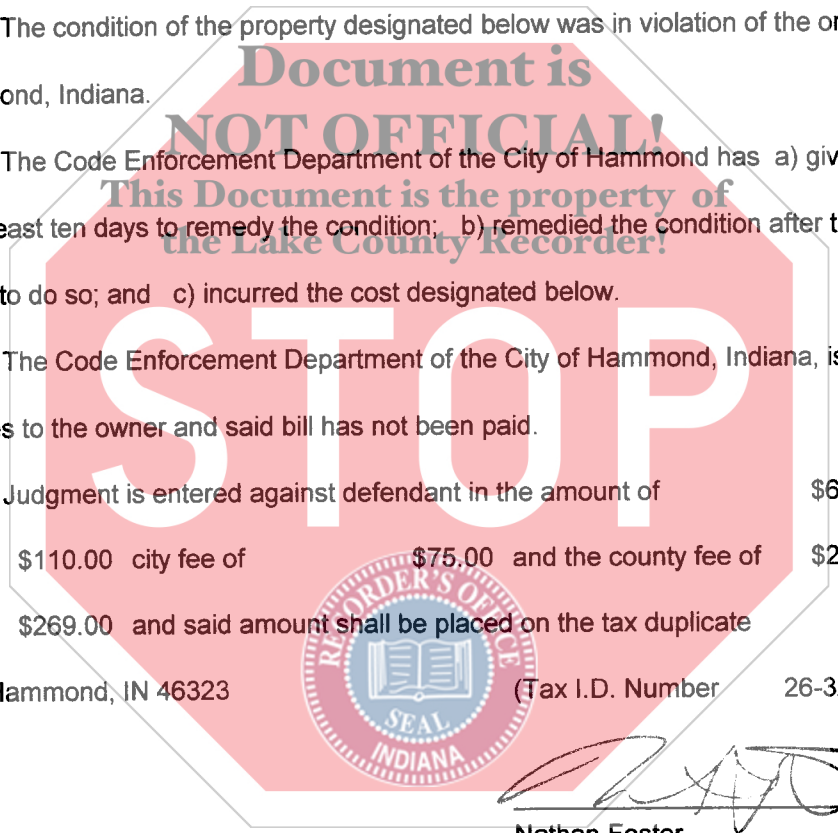 The condition of the property designated below was in violation of the or
Document is
ond, Indiana.
NOT OFFICIAL!
The Code Enforcement Department of the City of Hammond has a) giv
This Document is the property of
east ten days to remedy the condition; b) remedied the condition after t
the Lake County Recorder!
to do so; and c) incurred the cost designated below.
STOP
The Code Enforcement Department of the City of Hammond, Indiana, is
s to the owner and said bill has not been paid.
Judgment is entered against defendant in the amount of $6
$110.00 city fee of $75.00 and the county fee of $2
$269.00 and said amount shall be placed on the tax duplicate
Hammond, IN 46323 (Tax I.D. Number 26-3
RECORDER'S OFFICE
SEAL
INDIANA
Nathan Foster